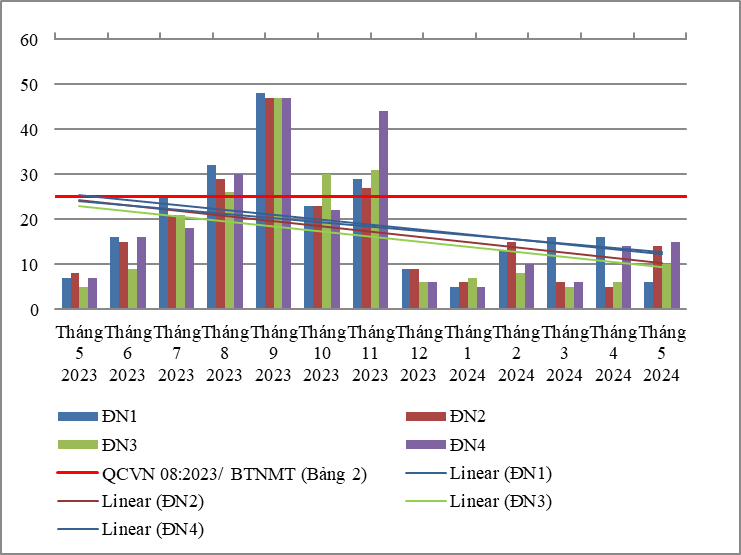 60
50
40
30
20
10
0
Tháng 5 2023
Tháng 6 2023
Tháng 7 2023
Tháng 8 2023
Tháng 9 2023
Tháng 10 2023
Tháng 11 2023
Tháng 12 2023
Tháng 1 2024
Tháng 2 2024
Tháng 3 2024
Tháng 4 2024
Tháng 5 2024
ĐN1
ĐN2
ĐN3
ĐN4
QCVN 08:2023/ BTNMT (Bảng 2)
Linear (ĐN1)
Linear (ĐN2)
Linear (ĐN3)
Linear (ĐN4)